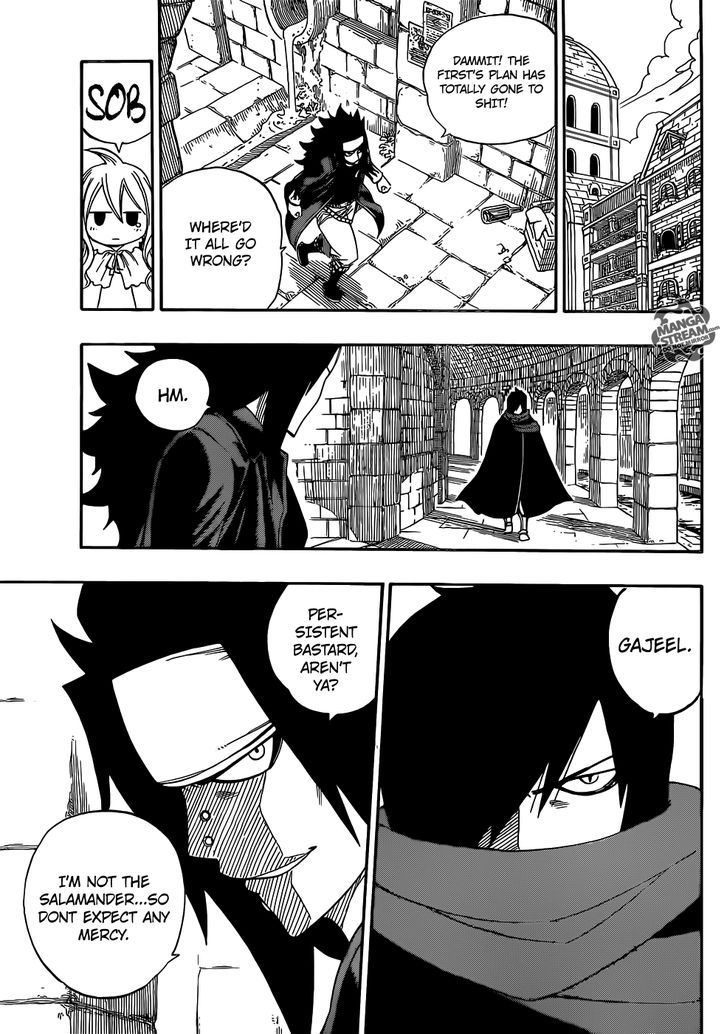 DAMMIT! THE
FIRST'S PLAN HAS
TOTALLY GONE TO
SHIT!
WHERE'D
IT ALL GO
WRONG?
SOB
MANGA
STREAM.com
HM.
GAJEEL.
PER-
SISTENT
BASTARD,
AREN'T
YA?
I'M NOT THE
SALAMANDER...SO
DONT EXPECT ANY
MERCY.